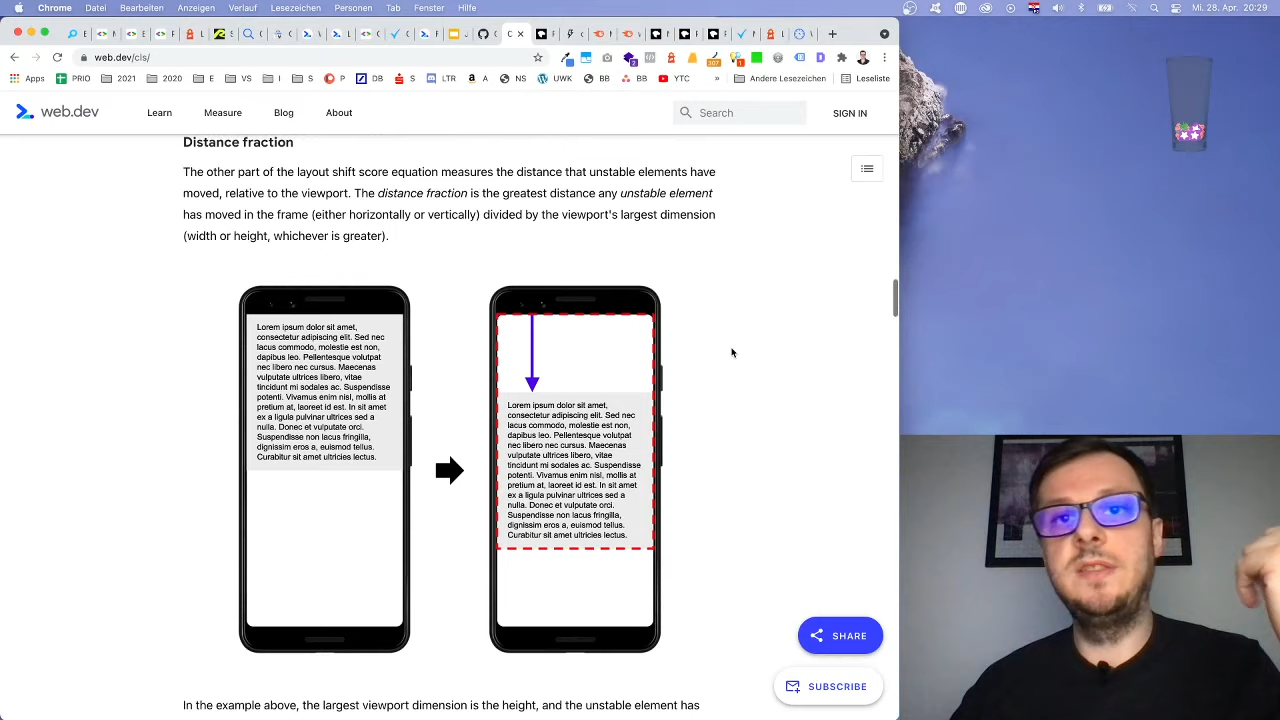 Chrome Datei Bearbeiten Anzeigen Verlauf Lesezeichen Personen Tab Fenster Hilfe
Mi. 28. Apr. 20:29
web.dev/cls/
Apps PRIO 2021 2020 E VS I S P DB S LTR A NS UWK BB BB YTC » Andere Lesezeichen Leseliste
web.dev Learn Measure Blog About Search SIGN IN
Distance fraction
The other part of the layout shift score equation measures the distance that unstable elements have
moved, relative to the viewport. The distance fraction is the greatest distance any unstable element
has moved in the frame (either horizontally or vertically) divided by the viewport's largest dimension
(width or height, whichever is greater).
Lorem ipsum dolor sit amet,
consectetur adipiscing elit. Sed nec
lacus commodo, molestie est non,
dapibus leo. Pellentesque volutpat
nec libero nec cursus. Maecenas
vulputate ultrices libero, vitae
tincidunt mi sodales ac. Suspendisse
potenti. Vivamus enim nisl, mollis at
pretium at, laoreet id est. In sit amet
ex a ligula pulvinar ultrices sed a
nulla. Donec et vulputate orci.
Suspendisse non lacus fringilla,
dignissim eros a, euismod tellus.
Curabitur sit amet ultricies lectus.
Lorem ipsum dolor sit amet,
consectetur adipiscing elit. Sed nec
lacus commodo, molestie est non,
dapibus leo. Pellentesque volutpat
nec libero nec cursus. Maecenas
vulputate ultrices libero, vitae
tincidunt mi sodales ac. Suspendisse
potenti. Vivamus enim nisl, mollis at
pretium at, laoreet id est. In sit amet
ex a ligula pulvinar ultrices sed a
nulla. Donec et vulputate orci.
Suspendisse non lacus fringilla,
dignissim eros a, euismod tellus.
Curabitur sit amet ultricies lectus.
SHARE
SUBSCRIBE
In the example above, the largest viewport dimension is the height, and the unstable element has